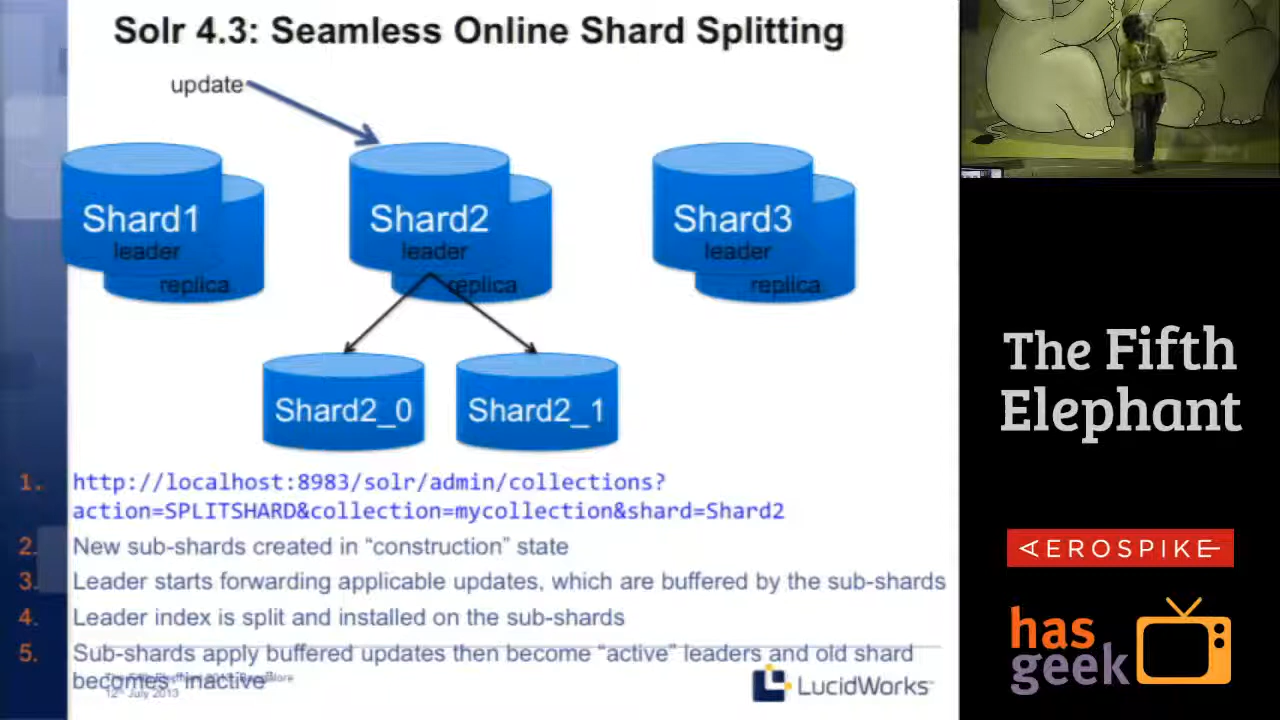 Solr 4.3: Seamless Online Shard Splitting
update
Shard1
leader
replica
Shard2
leader
replica
Shard3
leader
replica
Shard2_0
Shard2_1
1. http://localhost:8983/solr/admin/collections?
action=SPLITSHARD&collection=mycollection&shard=Shard2
2. New sub-shards created in “construction” state
3. Leader starts forwarding applicable updates, which are buffered by the sub-shards
4. Leader index is split and installed on the sub-shards
5. Sub-shards apply buffered updates then become “active” leaders and old shard
becomes “inactive”
12th July 2013
LucidWorks
The Fifth
Elephant
AEROSPIKE
has
geek